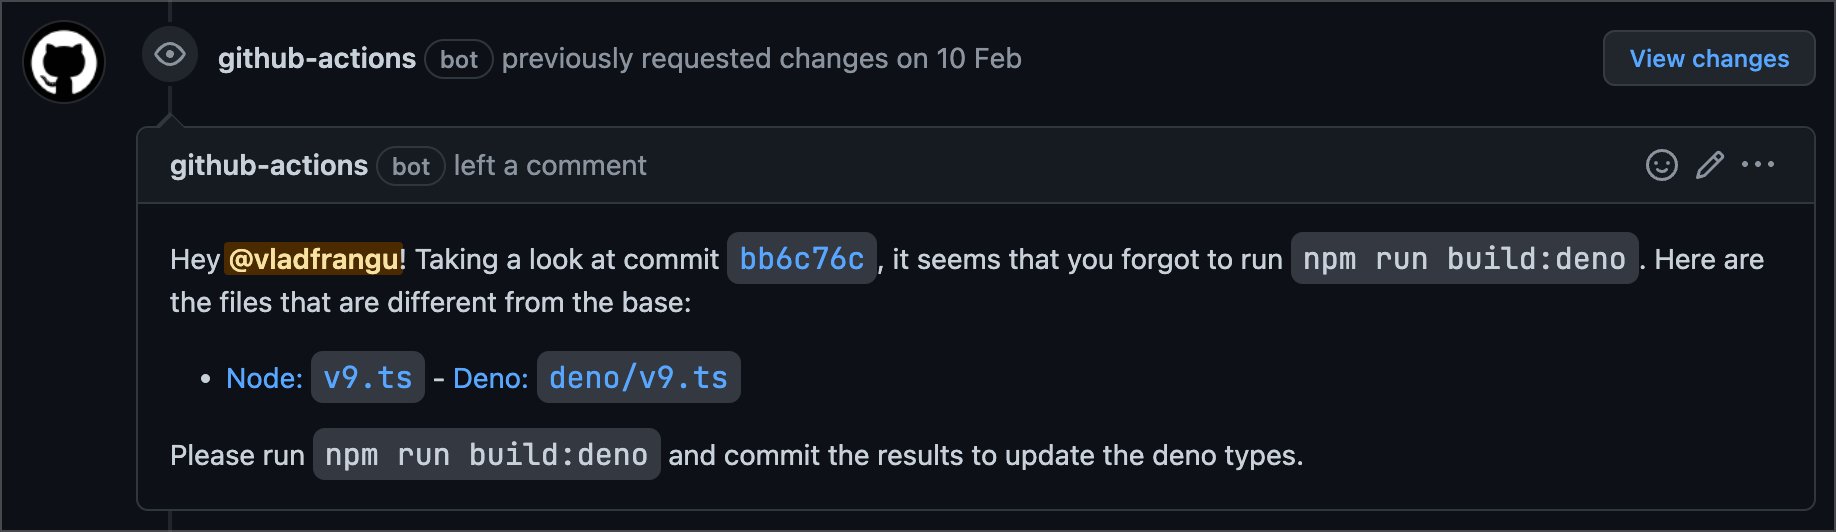 github-actions bot previously requested changes on 10 Feb
View changes
github-actions bot left a comment
Hey @vladfrangu! Taking a look at commit bb6c76c, it seems that you forgot to run npm run build:deno. Here are
the files that are different from the base:
• Node: v9.ts - Deno: deno/v9.ts
Please run npm run build:deno and commit the results to update the deno types.